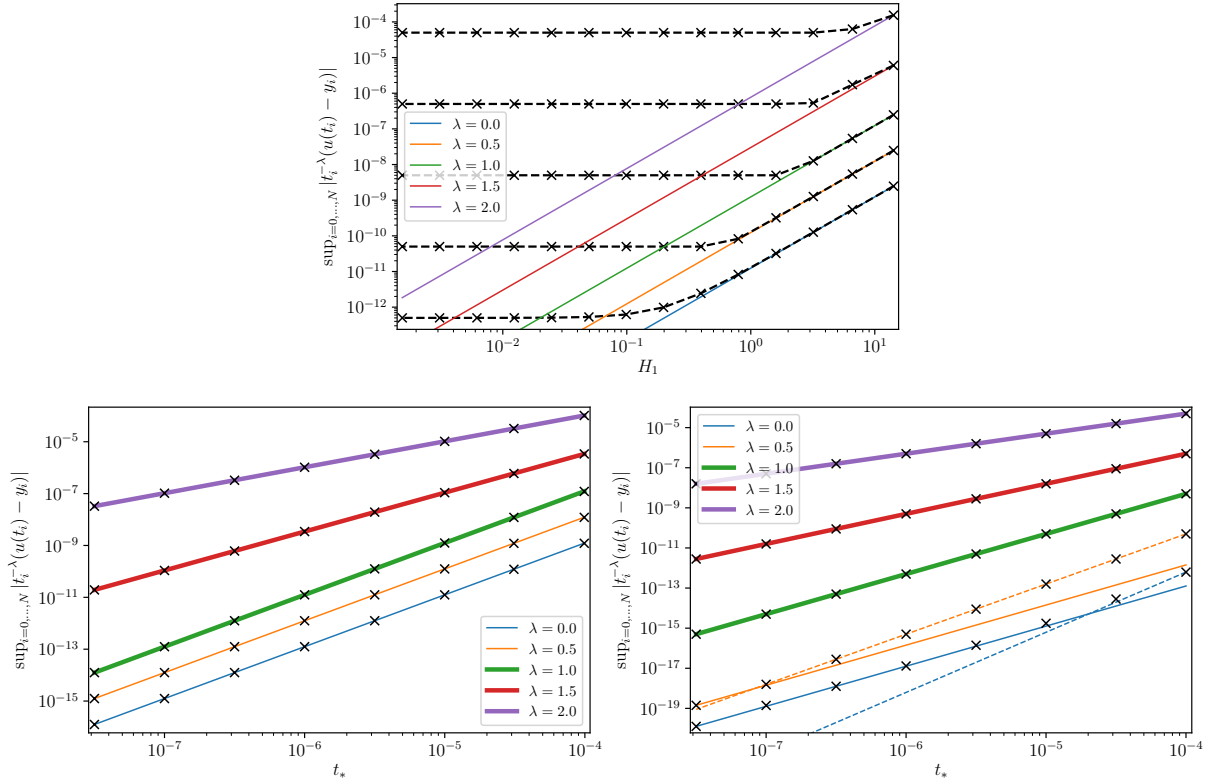 sup_{i=0,...,N} |t_i^{-λ}(u(t_i) − y_i)|
10^{-4}
10^{-5}
10^{-6}
10^{-7}
10^{-8}
10^{-9}
10^{-10}
10^{-11}
10^{-12}
λ = 0.0
λ = 0.5
λ = 1.0
λ = 1.5
λ = 2.0
10^{-2}
10^{-1}
10^{0}
10^{1}
H_1
sup_{i=0,...,N} |t_i^{-λ}(u(t_i) − y_i)|
10^{-5}
10^{-7}
10^{-9}
10^{-11}
10^{-13}
10^{-15}
λ = 0.0
λ = 0.5
λ = 1.0
λ = 1.5
λ = 2.0
10^{-7}
10^{-6}
10^{-5}
10^{-4}
t_*
sup_{i=0,...,N} |t_i^{-λ}(u(t_i) − y_i)|
10^{-5}
10^{-7}
10^{-9}
10^{-11}
10^{-13}
10^{-15}
10^{-17}
10^{-19}
λ = 0.0
λ = 0.5
λ = 1.0
λ = 1.5
λ = 2.0
10^{-7}
10^{-6}
10^{-5}
10^{-4}
t_*